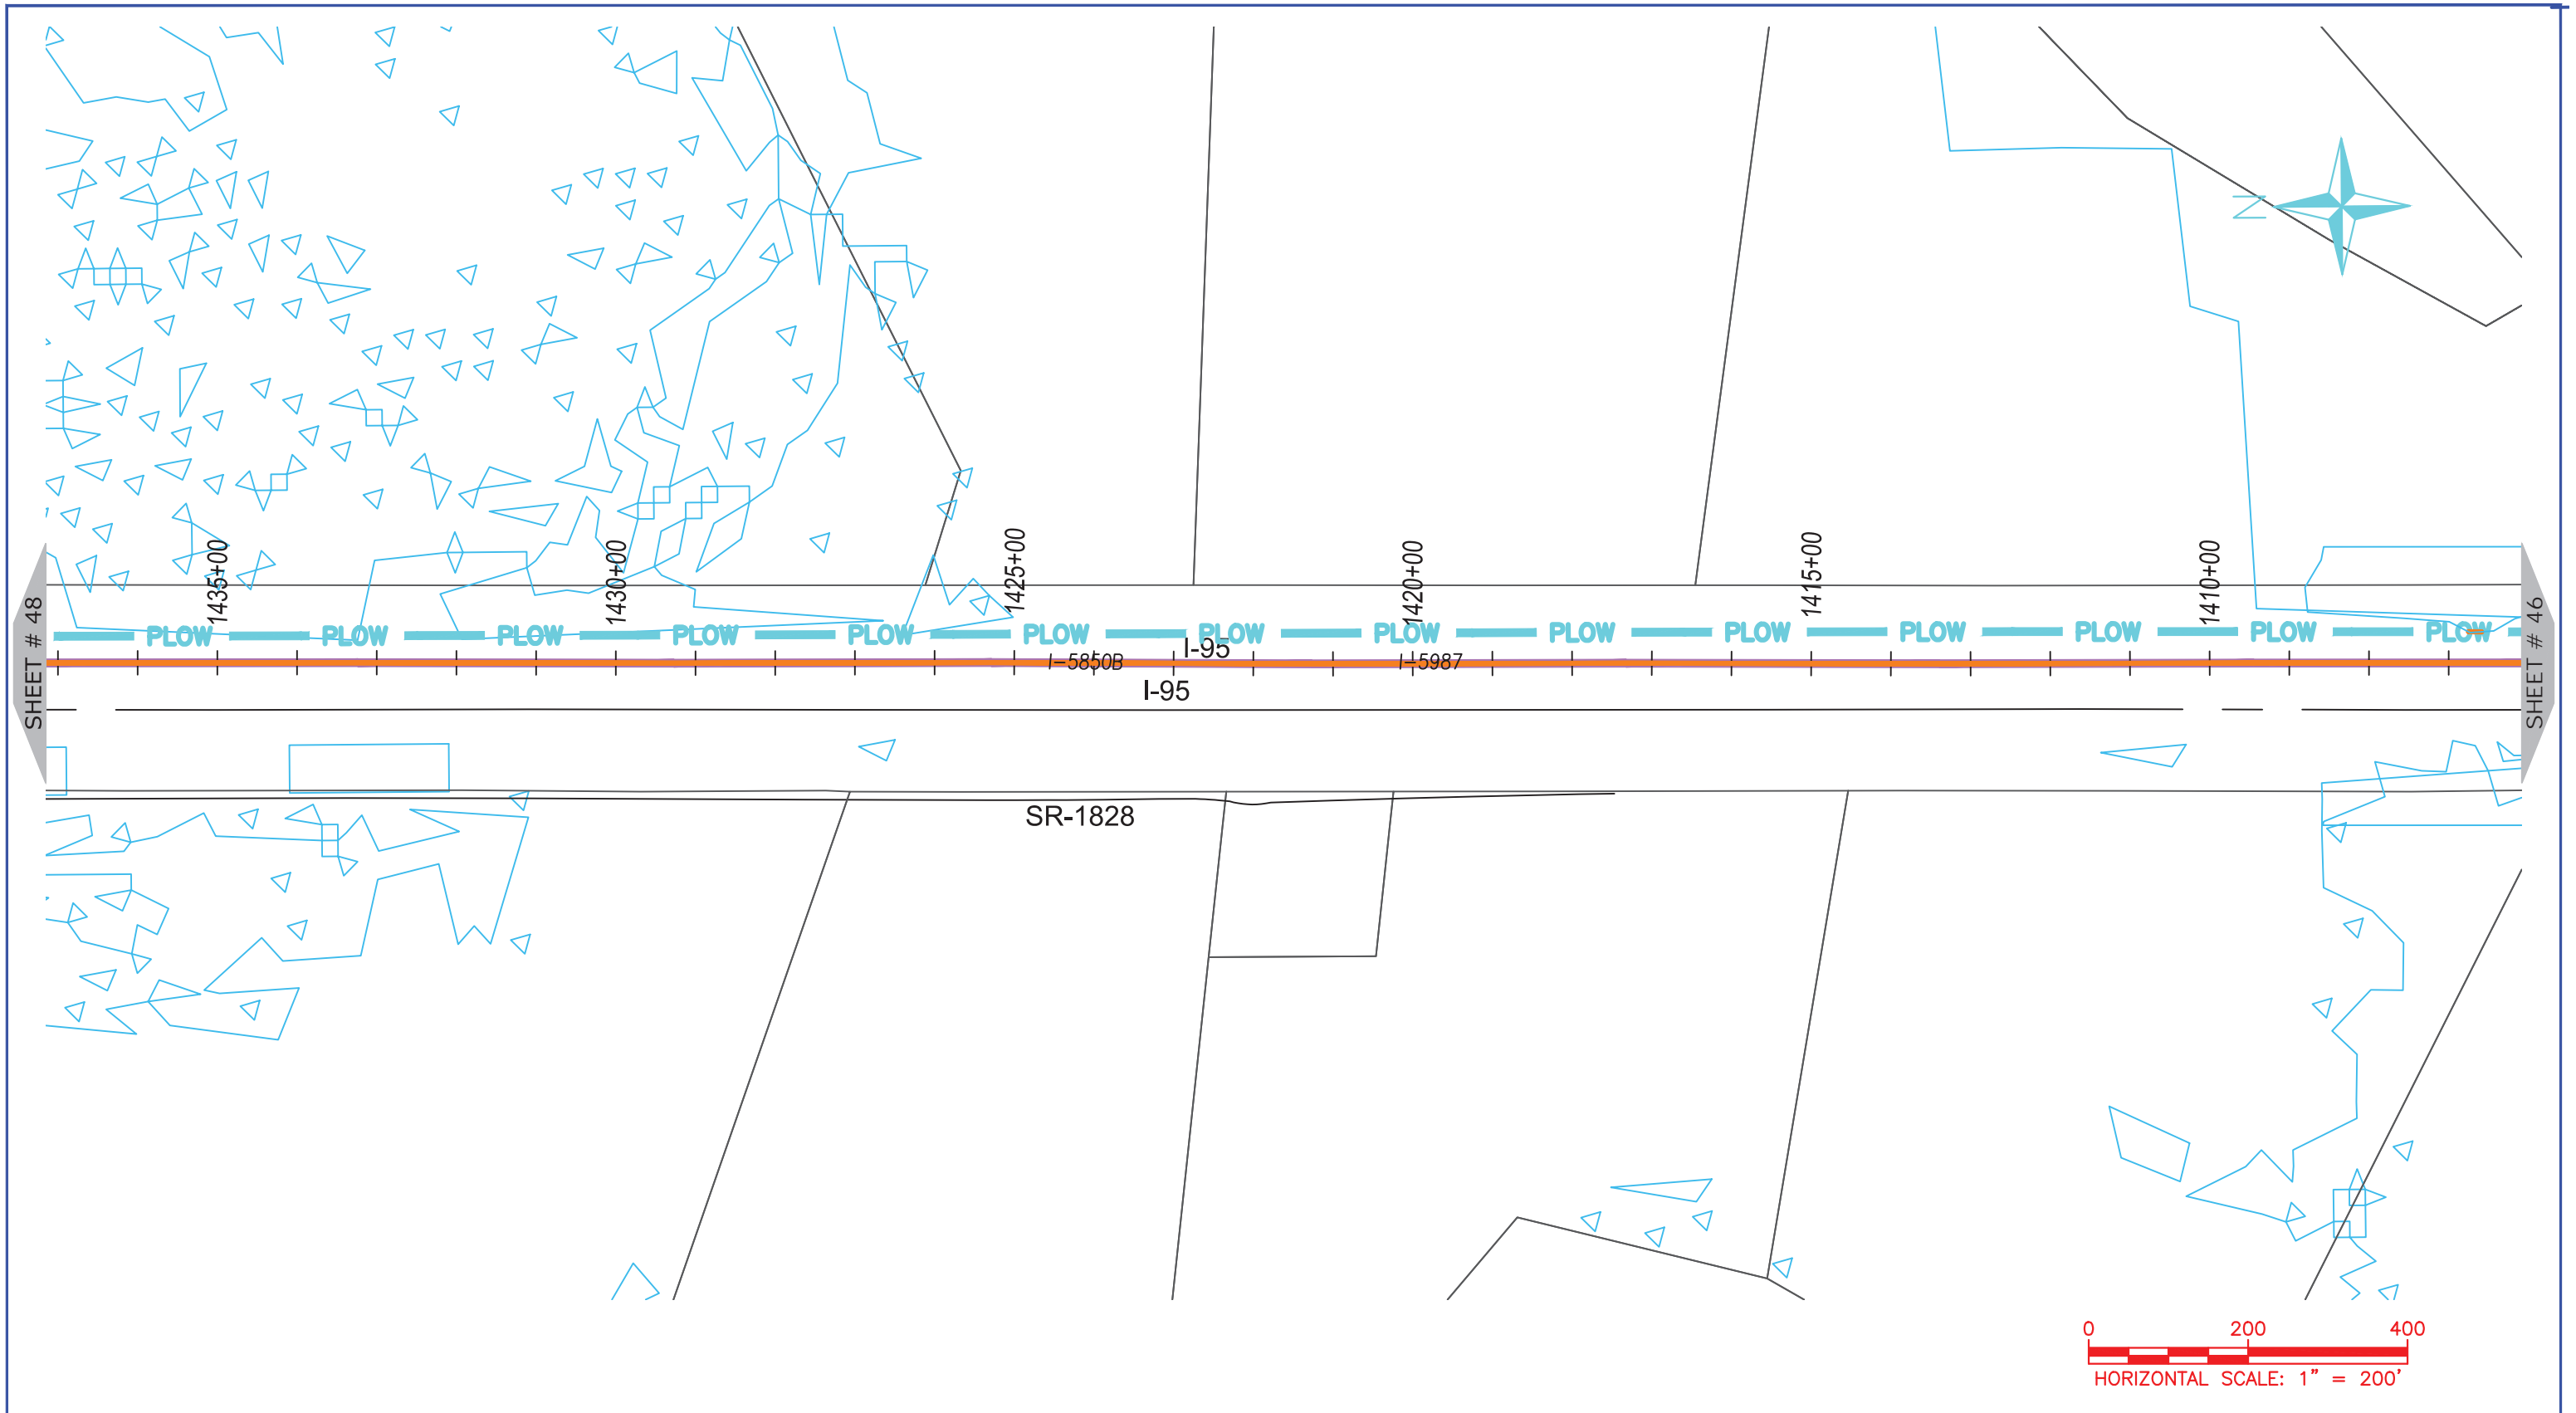 N
1435+00
1430+00
1425+00
1420+00
1415+00
1410+00
SHEET # 48
SHEET # 46
PLOW PLOW PLOW PLOW PLOW PLOW PLOW PLOW PLOW PLOW PLOW PLOW PLOW PLOW
I-95
I-5850B
I-5987
I-95
SR-1828
0 200 400
HORIZONTAL SCALE: 1" = 200'